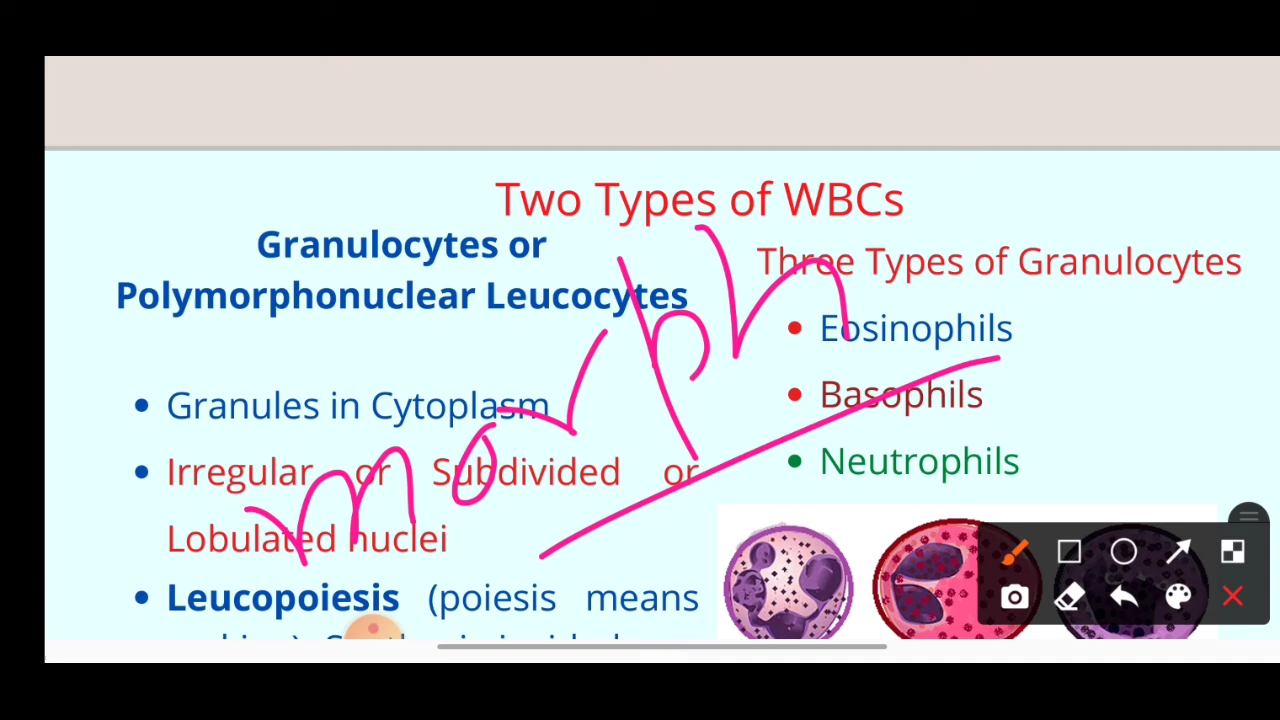 Two Types of WBCs
Granulocytes or
Polymorphonuclear Leucocytes
Granules in Cytoplasm
Irregular or Subdivided or
Lobulated nuclei
Leucopoiesis (poiesis means
Three Types of Granulocytes
Eosinophils
Basophils
Neutrophils
morph